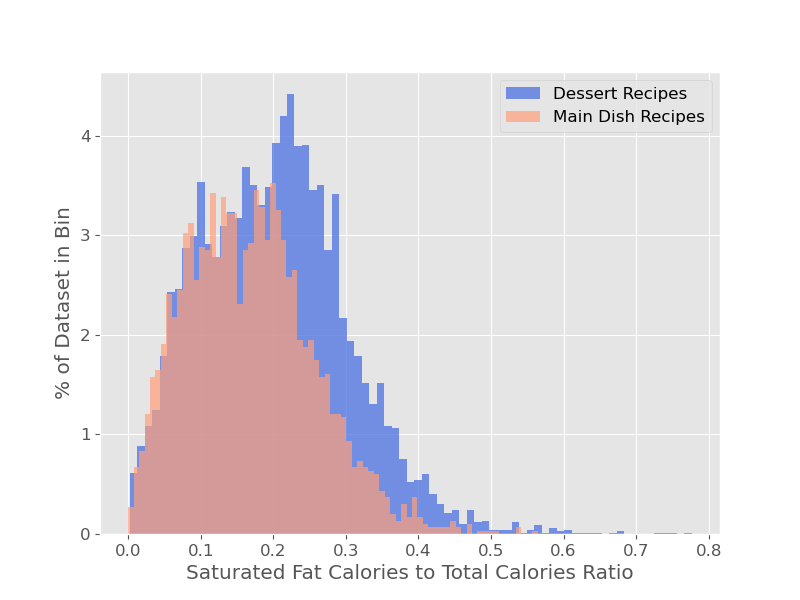 Dessert Recipes
Main Dish Recipes
% of Dataset in Bin
4
3
2
1
0
0.0 0.1 0.2 0.3 0.4 0.5 0.6 0.7 0.8
Saturated Fat Calories to Total Calories Ratio